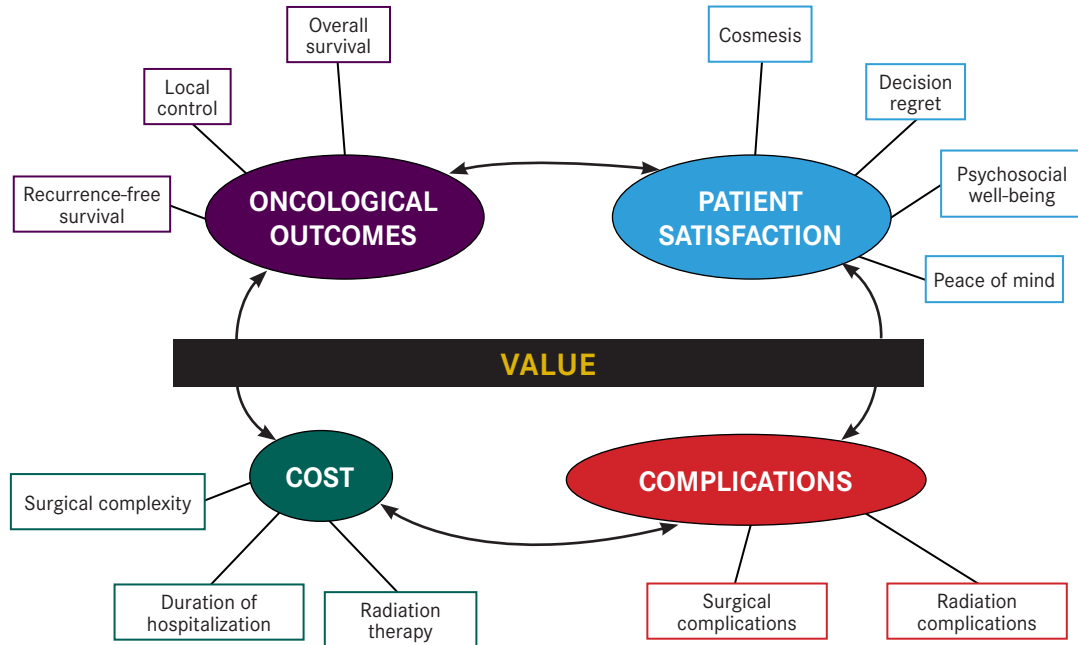 Overall
survival
Cosmesis
Local
control
Decision
regret
Recurrence-free
survival
ONCOLOGICAL
OUTCOMES
PATIENT
SATISFACTION
Psychosocial
well-being
Peace of mind
VALUE
COST
COMPLICATIONS
Surgical complexity
Duration of
hospitalization
Radiation
therapy
Surgical
complications
Radiation
complications